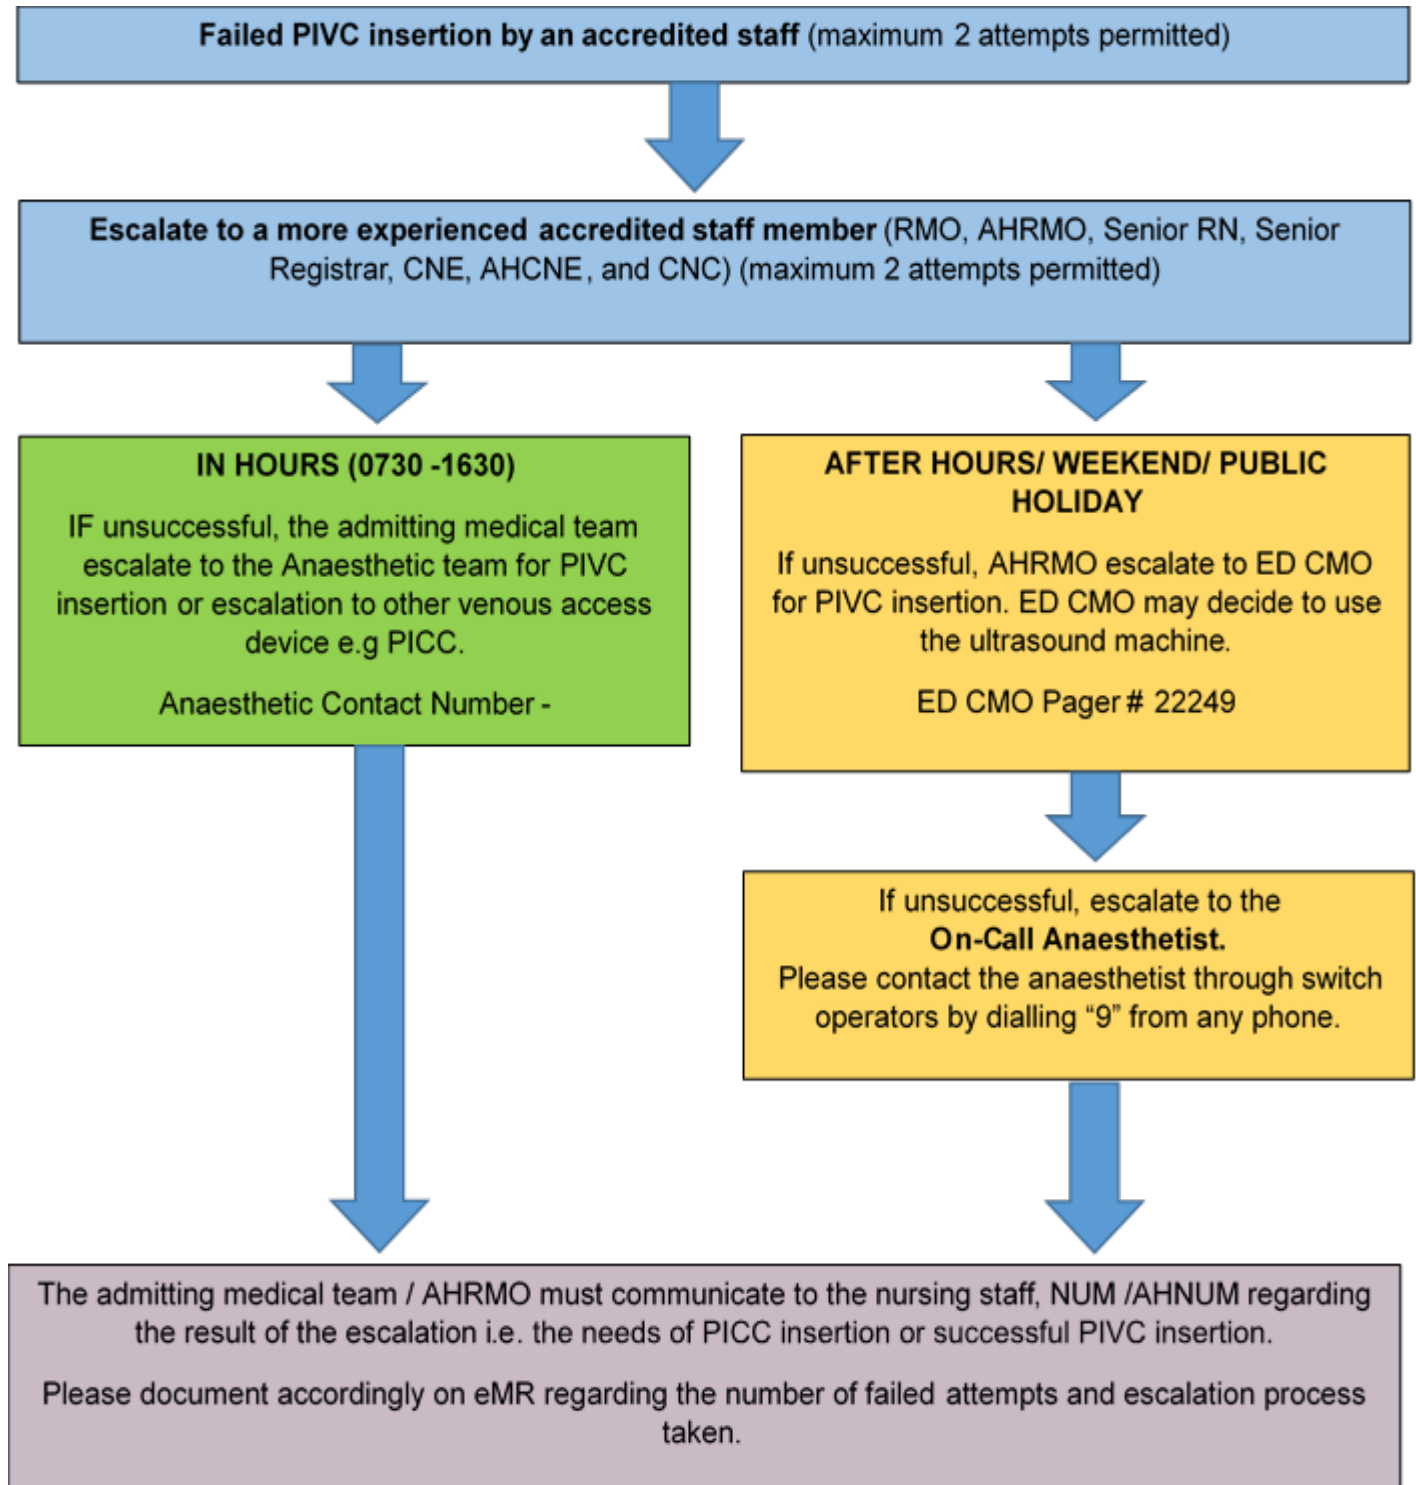 Failed PIVC insertion by an accredited staff (maximum 2 attempts permitted)
Escalate to a more experienced accredited staff member (RMO, AHRMO, Senior RN, Senior
Registrar, CNE, AHCNE, and CNC) (maximum 2 attempts permitted)
IN HOURS (0730 -1630)
IF unsuccessful, the admitting medical team
escalate to the Anaesthetic team for PIVC
insertion or escalation to other venous access
device e.g PICC.
Anaesthetic Contact Number -
AFTER HOURS/ WEEKEND/ PUBLIC
HOLIDAY
If unsuccessful, AHRMO escalate to ED CMO
for PIVC insertion. ED CMO may decide to use
the ultrasound machine.
ED CMO Pager # 22249
If unsuccessful, escalate to the
On-Call Anaesthetist.
Please contact the anaesthetist through switch
operators by dialling “9” from any phone.
The admitting medical team / AHRMO must communicate to the nursing staff, NUM /AHNUM regarding
the result of the escalation i.e. the needs of PICC insertion or successful PIVC insertion.
Please document accordingly on eMR regarding the number of failed attempts and escalation process
taken.